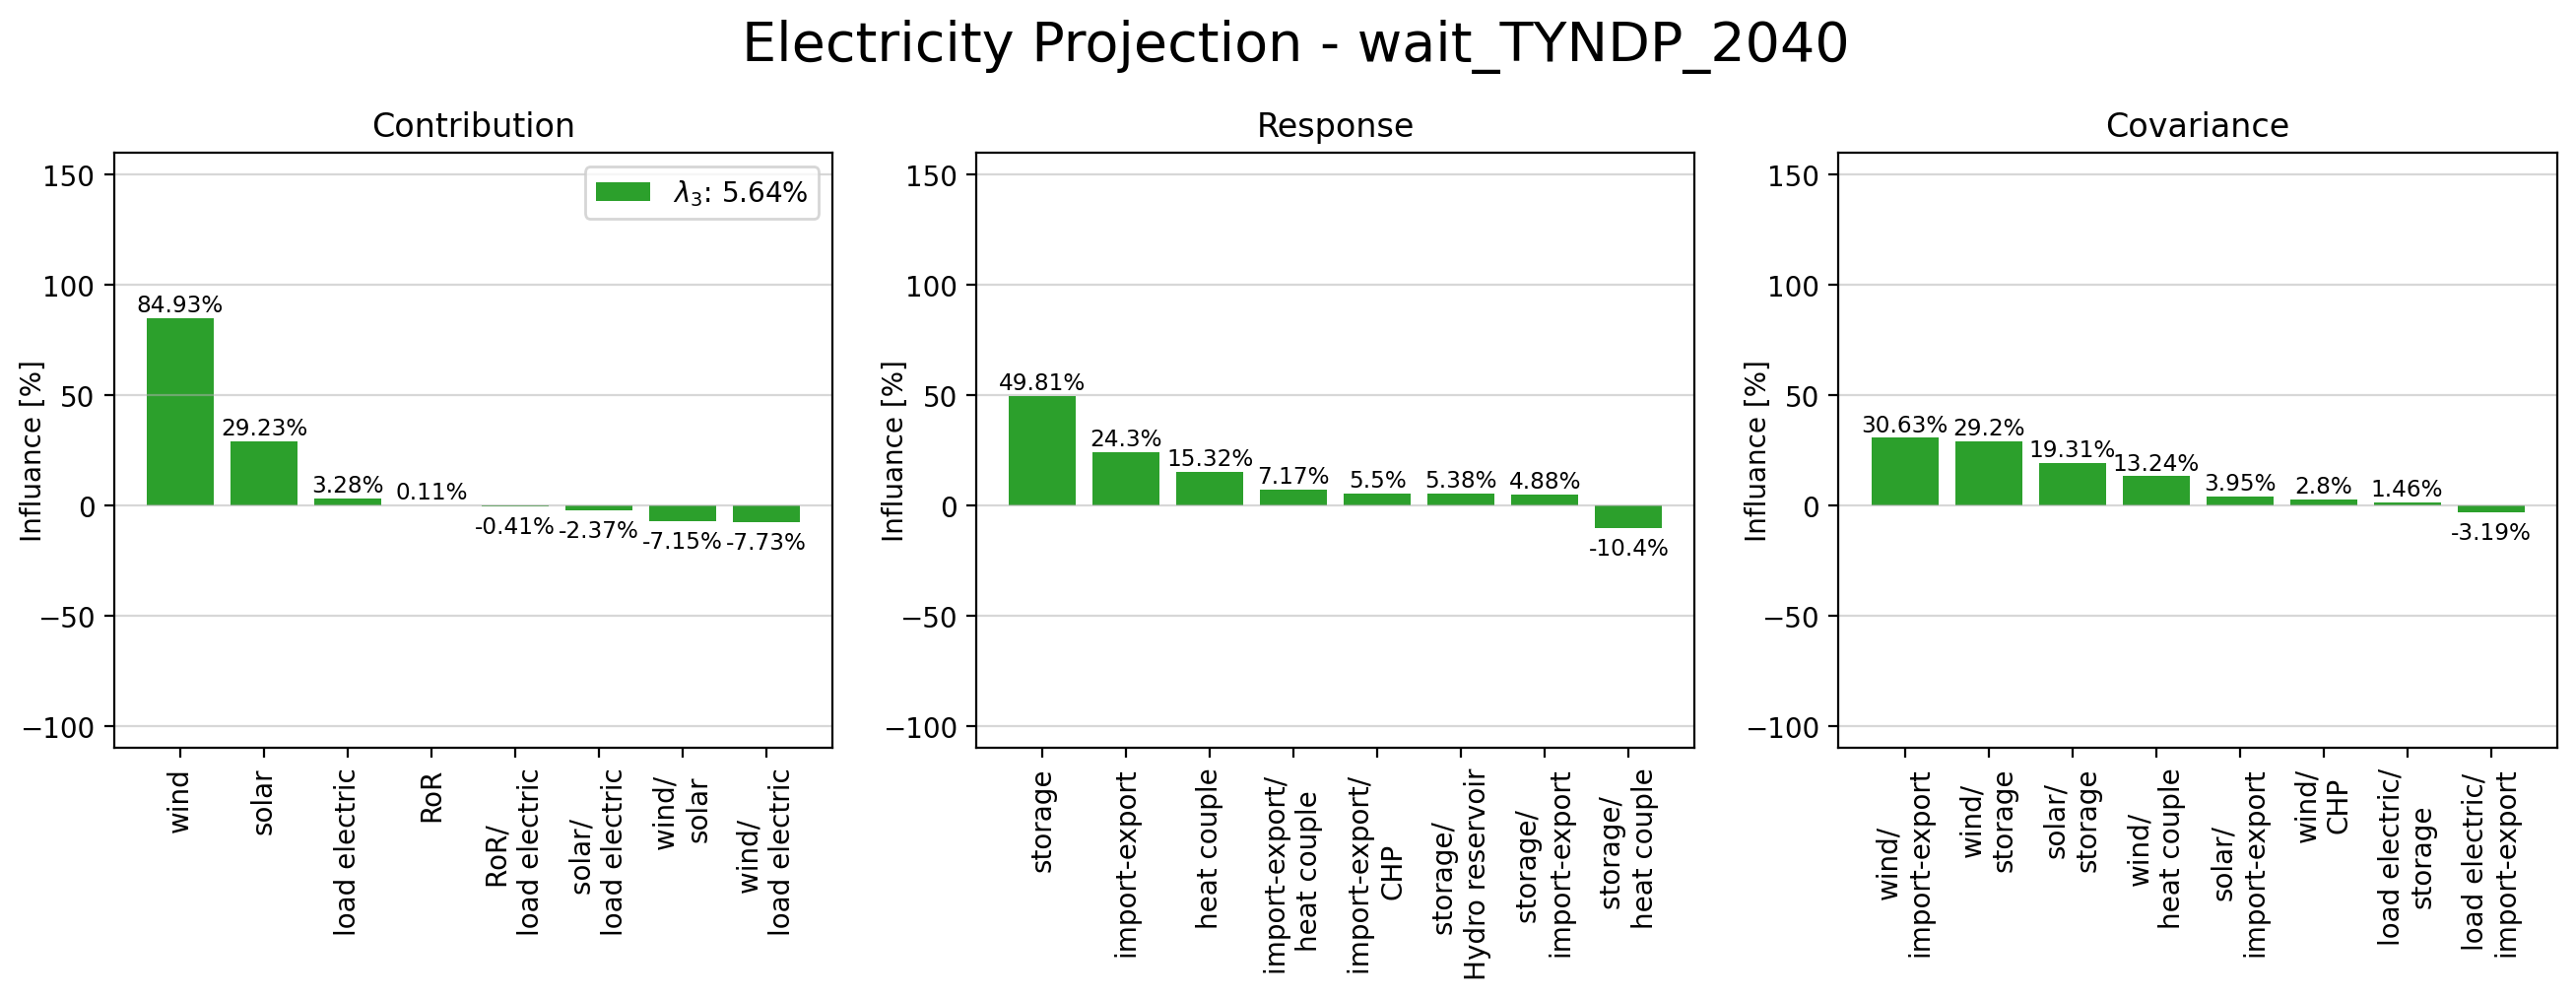 Electricity Projection - wait_TYNDP_2040
Contribution
Influance [%]
150
100
50
0
−50
−100
λ3: 5.64%
84.93%
29.23%
3.28%
0.11%
-0.41%
-2.37%
-7.15%
-7.73%
wind
solar
load electric
RoR
RoR/
load electric
solar/
load electric
wind/
solar
wind/
load electric
Response
Influance [%]
150
100
50
0
−50
−100
49.81%
24.3%
15.32%
7.17%
5.5%
5.38%
4.88%
-10.4%
storage
import-export
heat couple
import-export/
heat couple
import-export/
CHP
storage/
Hydro reservoir
storage/
import-export
storage/
heat couple
Covariance
Influance [%]
150
100
50
0
−50
−100
30.63%
29.2%
19.31%
13.24%
3.95%
2.8%
1.46%
-3.19%
wind/
import-export
wind/
storage
solar/
storage
wind/
heat couple
solar/
import-export
wind/
CHP
load electric/
storage
load electric/
import-export